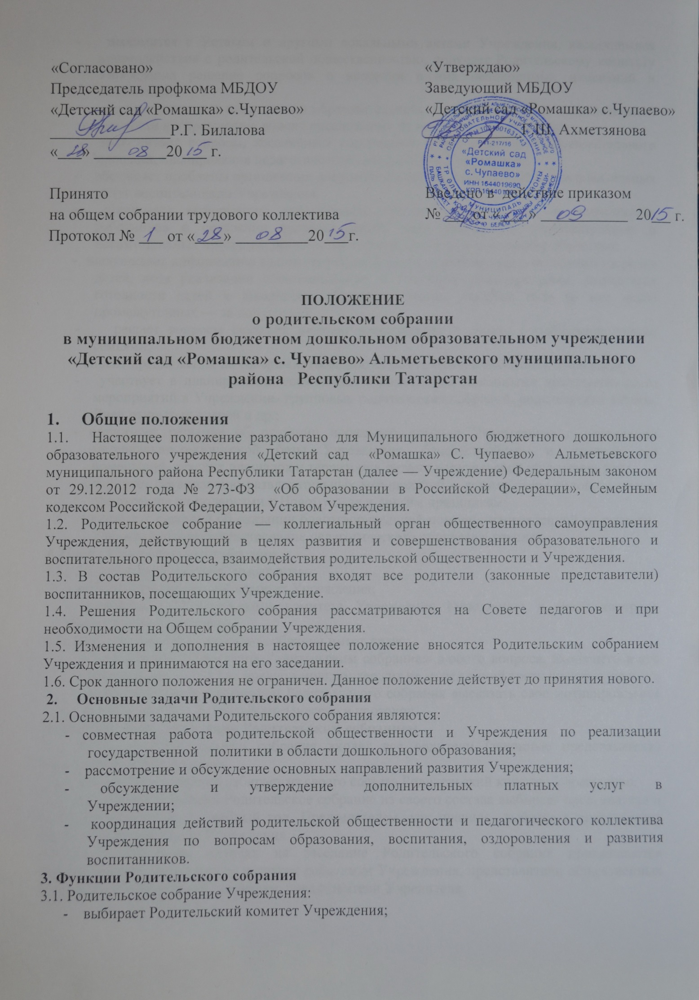 «Согласовано»
Председатель профкома МБДОУ
«Детский сад «Ромашка» с.Чупаево»
Р.Г. Билалова
«28» 08 2015 г.
Принято
на общем собрании трудового коллектива
Протокол № 1 от «28» 08 2015г.
«Утверждаю»
Заведующий МБДОУ
«Детский сад «Ромашка» с.Чупаево»
Г.Ш. Ахметзянова
«Детский сад
«Ромашка»
с. Чупаево»
ИНН 1644019690
Введено в действие приказом
№ от « » 09 2015 г.
ПОЛОЖЕНИЕ
о родительском собрании
в муниципальном бюджетном дошкольном образовательном учреждении
«Детский сад «Ромашка» с. Чупаево» Альметьевского муниципального
района Республики Татарстан
1. Общие положения
1.1. Настоящее положение разработано для Муниципального бюджетного дошкольного
образовательного учреждения «Детский сад «Ромашка» С. Чупаево» Альметьевского
муниципального района Республики Татарстан (далее — Учреждение) Федеральным законом
от 29.12.2012 года № 273-ФЗ «Об образовании в Российской Федерации», Семейным
кодексом Российской Федерации, Уставом Учреждения.
1.2. Родительское собрание — коллегиальный орган общественного самоуправления
Учреждения, действующий в целях развития и совершенствования образовательного и
воспитательного процесса, взаимодействия родительской общественности и Учреждения.
1.3. В состав Родительского собрания входят все родители (законные представители)
воспитанников, посещающих Учреждение.
1.4. Решения Родительского собрания рассматриваются на Совете педагогов и при
необходимости на Общем собрании Учреждения.
1.5. Изменения и дополнения в настоящее положение вносятся Родительским собранием
Учреждения и принимаются на его заседании.
1.6. Срок данного положения не ограничен. Данное положение действует до принятия нового.
2. Основные задачи Родительского собрания
2.1. Основными задачами Родительского собрания являются:
- совместная работа родительской общественности и Учреждения по реализации
государственной политики в области дошкольного образования;
- рассмотрение и обсуждение основных направлений развития Учреждения;
- обсуждение и утверждение дополнительных платных услуг в
Учреждении;
- координация действий родительской общественности и педагогического коллектива
Учреждения по вопросам образования, воспитания, оздоровления и развития
воспитанников.
3. Функции Родительского собрания
3.1. Родительское собрание Учреждения:
- выбирает Родительский комитет Учреждения;